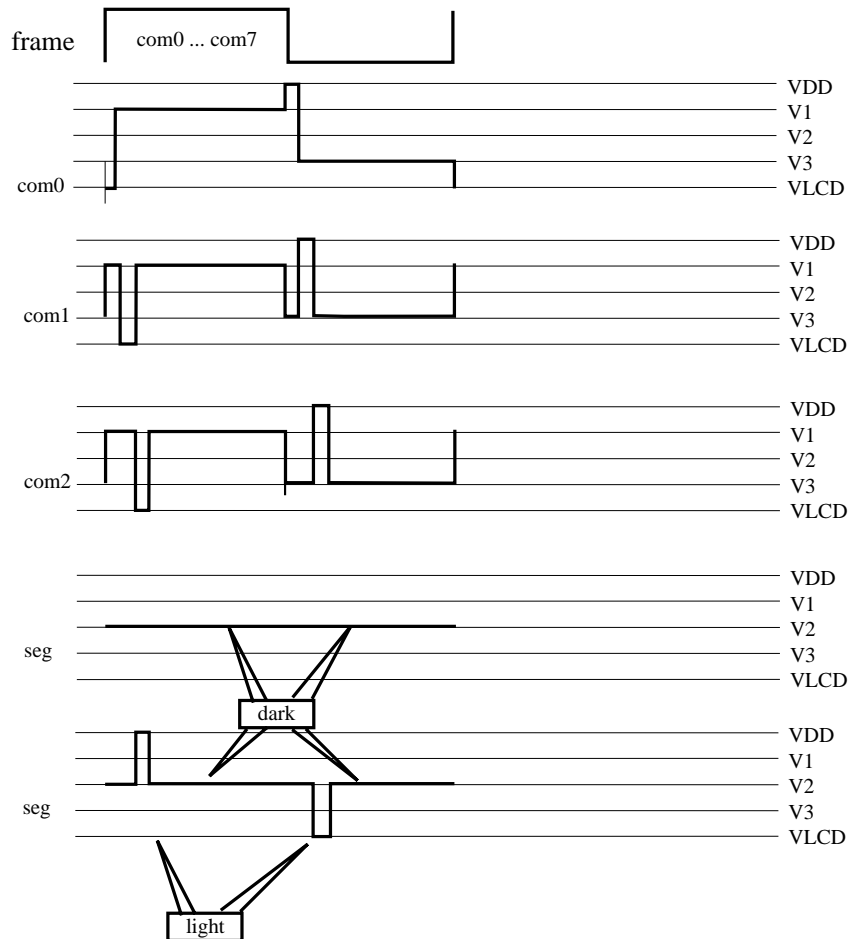 frame
com0 ... com7
VDD
V1
V2
V3
com0
VLCD
VDD
V1
V2
com1
V3
VLCD
VDD
V1
V2
com2
V3
VLCD
VDD
V1
V2
seg
V3
VLCD
dark
VDD
V1
V2
seg
V3
VLCD
light